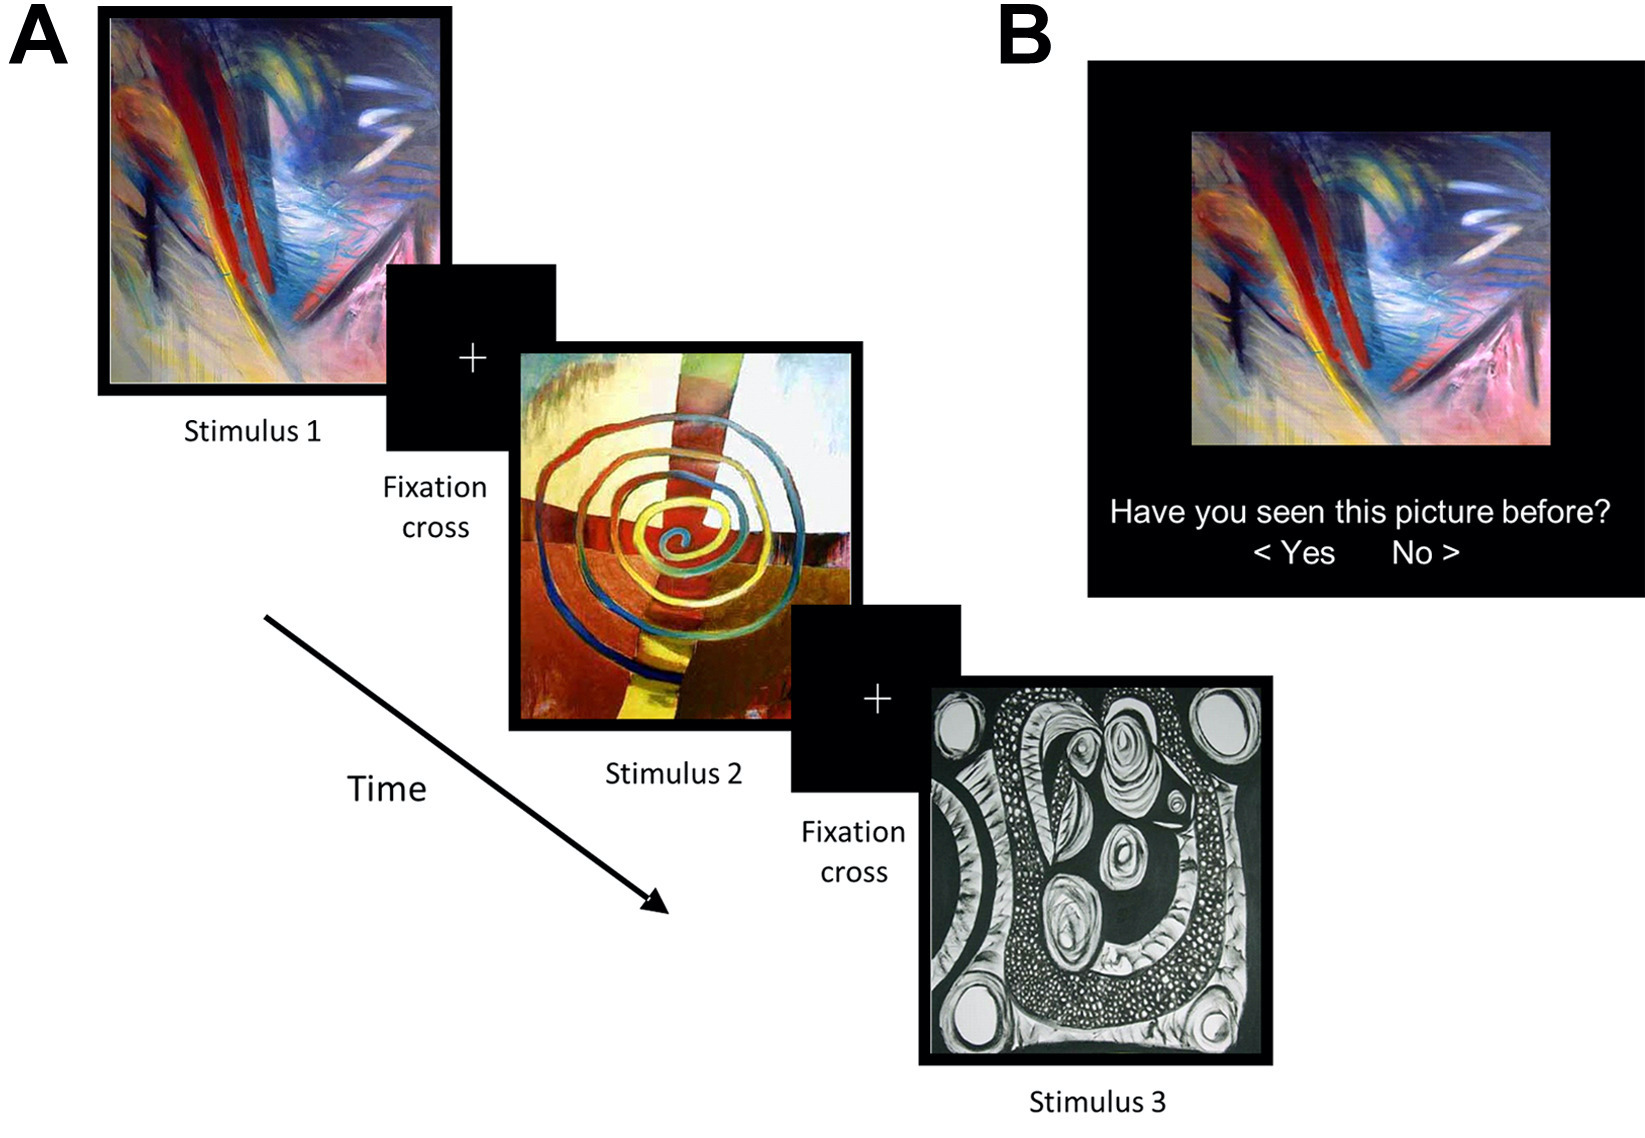 A
Stimulus 1
Fixation
cross
Stimulus 2
Fixation
cross
Stimulus 3
Time
B
Have you seen this picture before?
< Yes No >